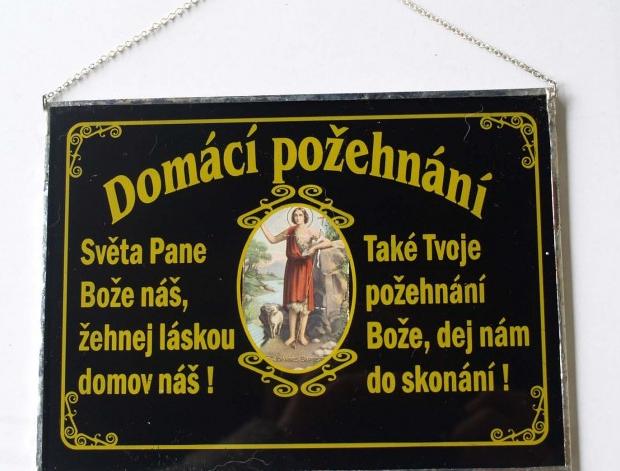 Domácí požehnání
Světa Pane
Bože náš,
žehnej láskou
domov náš !
Také Tvoje
požehnání
Bože, dej nám
do skonání !